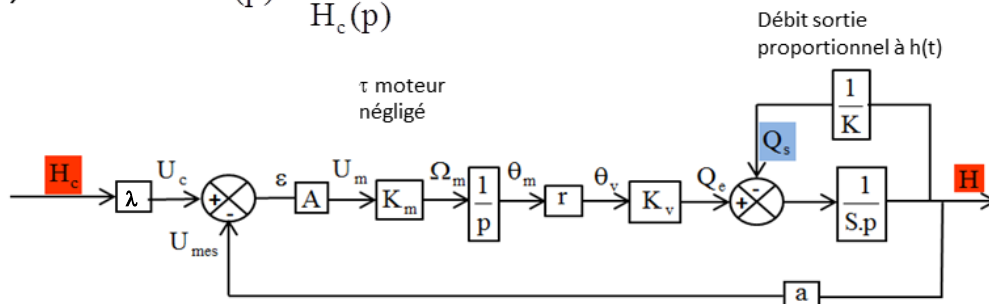 (p)
H_c(p)
Débit sortie
proportionnel à h(t)
τ moteur
négligé
1
K
Q_s
H_c
λ
U_c
+
-
ε
A
U_m
K_m
Ω_m
1
p
θ_m
r
θ_v
K_v
Q_e
-
+
1
S.p
H
U_mes
a